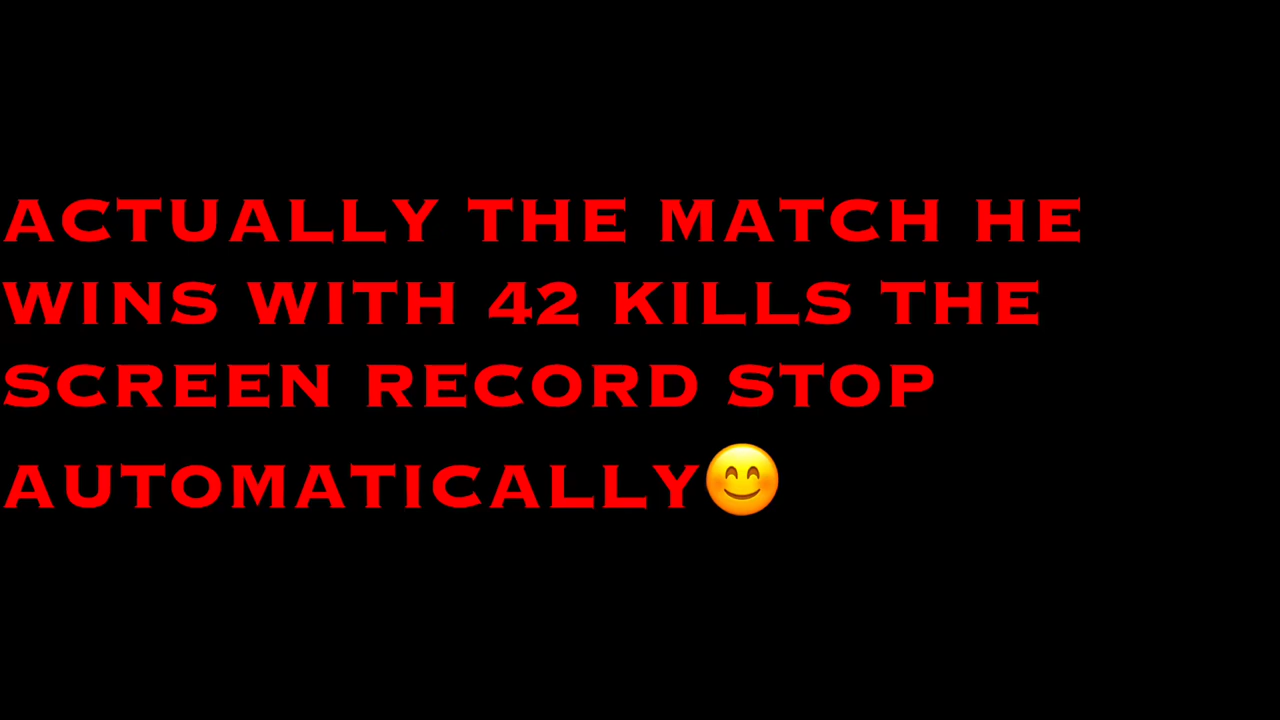 ACTUALLY THE MATCH HE
WINS WITH 42 KILLS THE
SCREEN RECORD STOP
AUTOMATICALLY😊